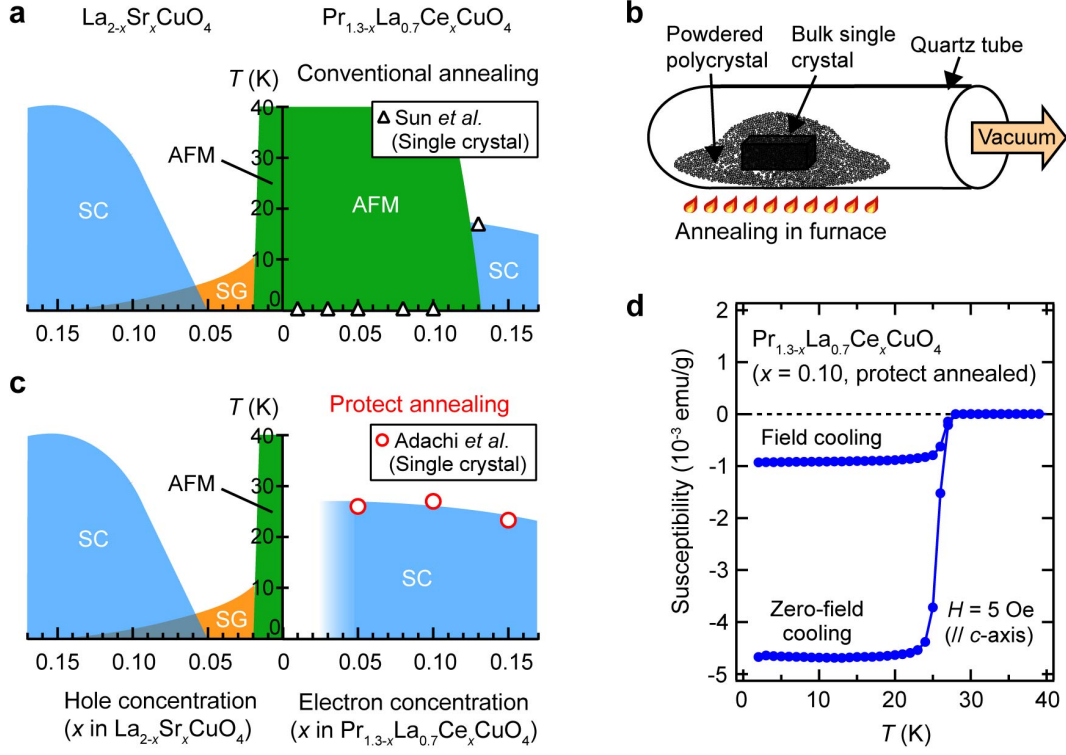 a
La2-xSrxCuO4
Pr1.3-xLa0.7CexCuO4
T (K)
Conventional annealing
40
30
20
10
0
Sun et al.
(Single crystal)
AFM
AFM
SC
SG
SC
0.15
0.10
0.05
0
0.05
0.10
0.15
b
Powdered
polycrystal
Bulk single
crystal
Quartz tube
Vacuum
Annealing in furnace
c
T (K)
Protect annealing
40
30
20
10
0
Adachi et al.
(Single crystal)
AFM
SC
SG
SC
0.15
0.10
0.05
0
0.05
0.10
0.15
Hole concentration
(x in La2-xSrxCuO4)
Electron concentration
(x in Pr1.3-xLa0.7CexCuO4)
d
Susceptibility (10-3 emu/g)
2
1
0
-1
-2
-3
-4
-5
Pr1.3-xLa0.7CexCuO4
(x = 0.10, protect annealed)
Field cooling
Zero-field
cooling
H = 5 Oe
(// c-axis)
0
10
20
30
40
T (K)